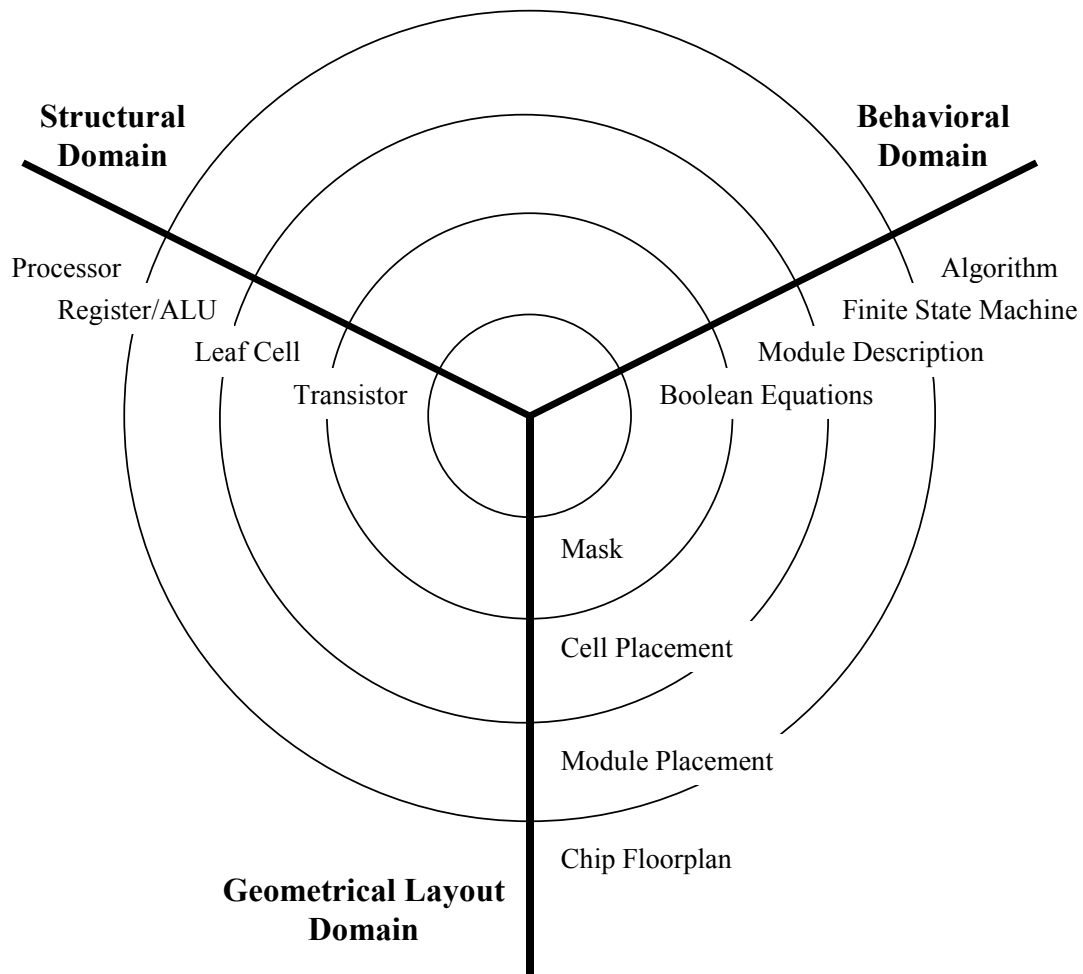 Structural
Domain
Behavioral
Domain
Processor
Algorithm
Register/ALU
Finite State Machine
Leaf Cell
Module Description
Transistor
Boolean Equations
Mask
Cell Placement
Module Placement
Chip Floorplan
Geometrical Layout
Domain